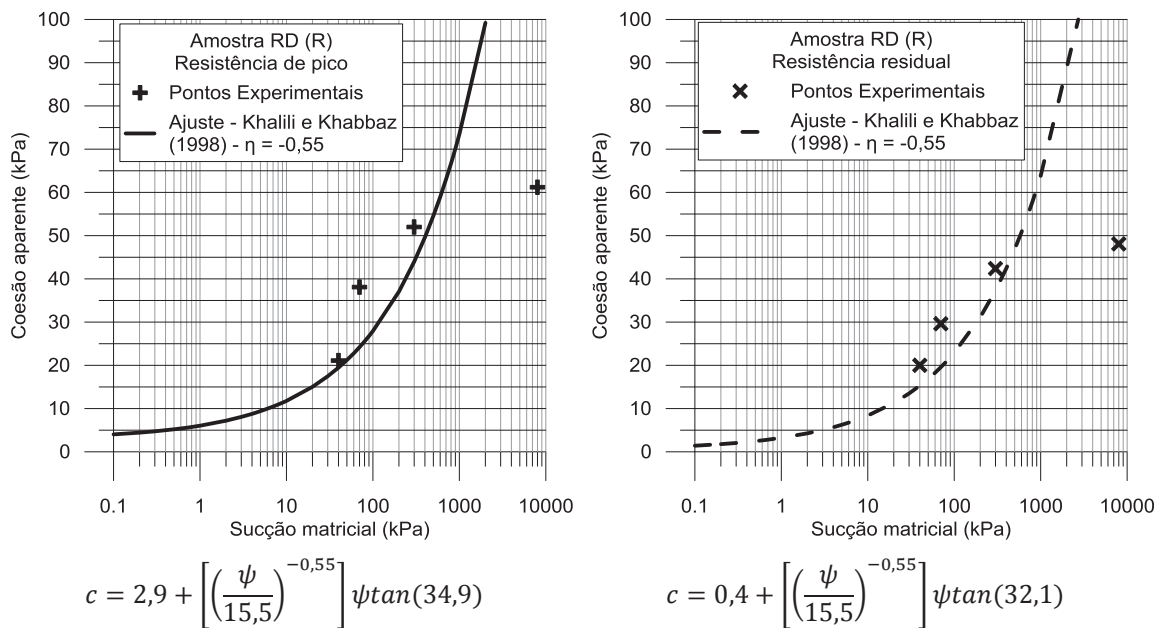 Amostra RD (R)
Resistência de pico
Pontos Experimentais
Ajuste - Khalili e Khabbaz
(1998) - η = -0,55
Coesão aparente (kPa)
100
90
80
70
60
50
40
30
20
10
0
0.1 1 10 100 1000 10000
Sucção matricial (kPa)
c = 2,9 + [(ψ/15,5)^−0,55] ψtan(34,9)
Amostra RD (R)
Resistência residual
Pontos Experimentais
Ajuste - Khalili e Khabbaz
(1998) - η = -0,55
Coesão aparente (kPa)
100
90
80
70
60
50
40
30
20
10
0
0.1 1 10 100 1000 10000
Sucção matricial (kPa)
c = 0,4 + [(ψ/15,5)^−0,55] ψtan(32,1)